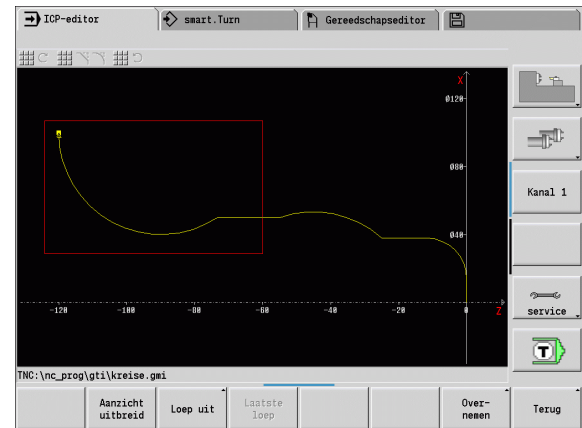 ICP-editor
smart.Turn
Gereedschapseditor
X
Ø120
Ø80
Ø40
-120 -100 -80 -60 -40 -20 0 Z
Kanal 1
service
T
TNC:\nc_prog\gti\kreise.gmi
Aanzicht uitbreid
Loep uit
Laatste loep
Over-nemen
Terug